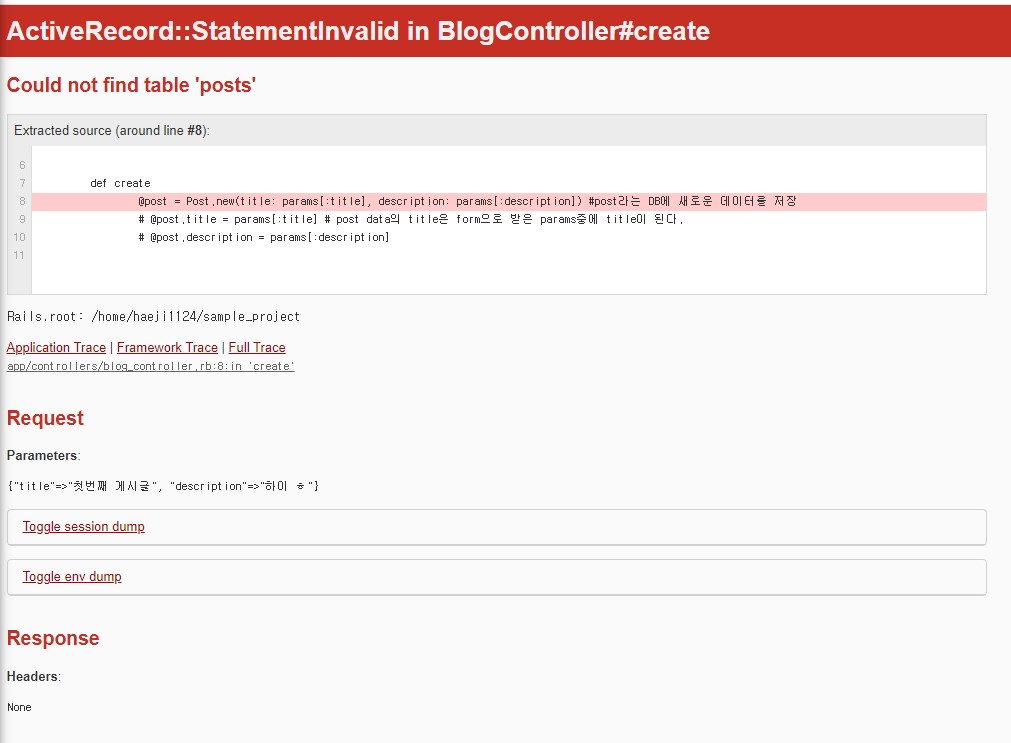 ActiveRecord::StatementInvalid in BlogController#create
Could not find table 'posts'
Extracted source (around line #8):
6
7 def create
8 @post = Post.new(title: params[:title], description: params[:description]) #post라는 DB에 새로운 데이터를 저장
9 # @post.title = params[:title] # post data의 title은 form으로 받은 params중에 title이 된다.
10 # @post.description = params[:description]
11
Rails.root: /home/haeji1124/sample_project
Application Trace | Framework Trace | Full Trace
app/controllers/blog_controller.rb:8:in 'create'
Request
Parameters:
{"title"=>"첫번째 게시글", "description"=>"하이 ㅎ"}
Toggle session dump
Toggle env dump
Response
Headers:
None